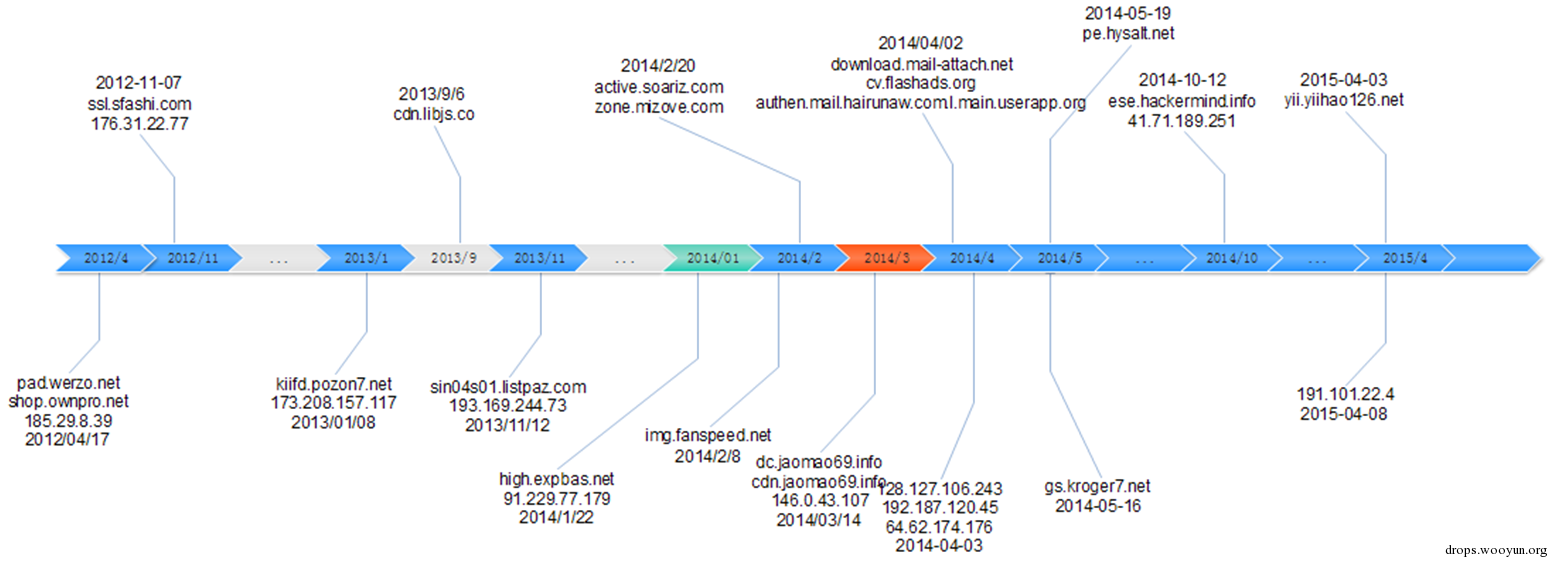 2012-11-07
ssl.sfashi.com
176.31.22.77
2013/9/6
cdn.libjs.co
2014/2/20
active.soariz.com
zone.mizove.com
2014/04/02
download.mail-attach.net
cv.flashads.org
authen.mail.hairunaw.com.l.main.userapp.org
2014-05-19
pe.hysalt.net
2014-10-12
ese.hackermind.info
41.71.189.251
2015-04-03
yii.yiihao126.net
2012/4
2012/11
...
2013/1
2013/9
2013/11
...
2014/01
2014/2
2014/3
2014/4
2014/5
...
2014/10
...
2015/4
pad.werzo.net
shop.ownpro.net
185.29.8.39
2012/04/17
kiifd.pozon7.net
173.208.157.117
2013/01/08
sin04s01.listpaz.com
193.169.244.73
2013/11/12
high.expbas.net
91.229.77.179
2014/1/22
img.fanspeed.net
2014/2/8
dc.jaomao69.info
cdn.jaomao69.info
146.0.43.107
2014/03/14
128.127.106.243
192.187.120.45
64.62.174.176
2014-04-03
gs.kroger7.net
2014-05-16
191.101.22.4
2015-04-08
drops.wooyun.org